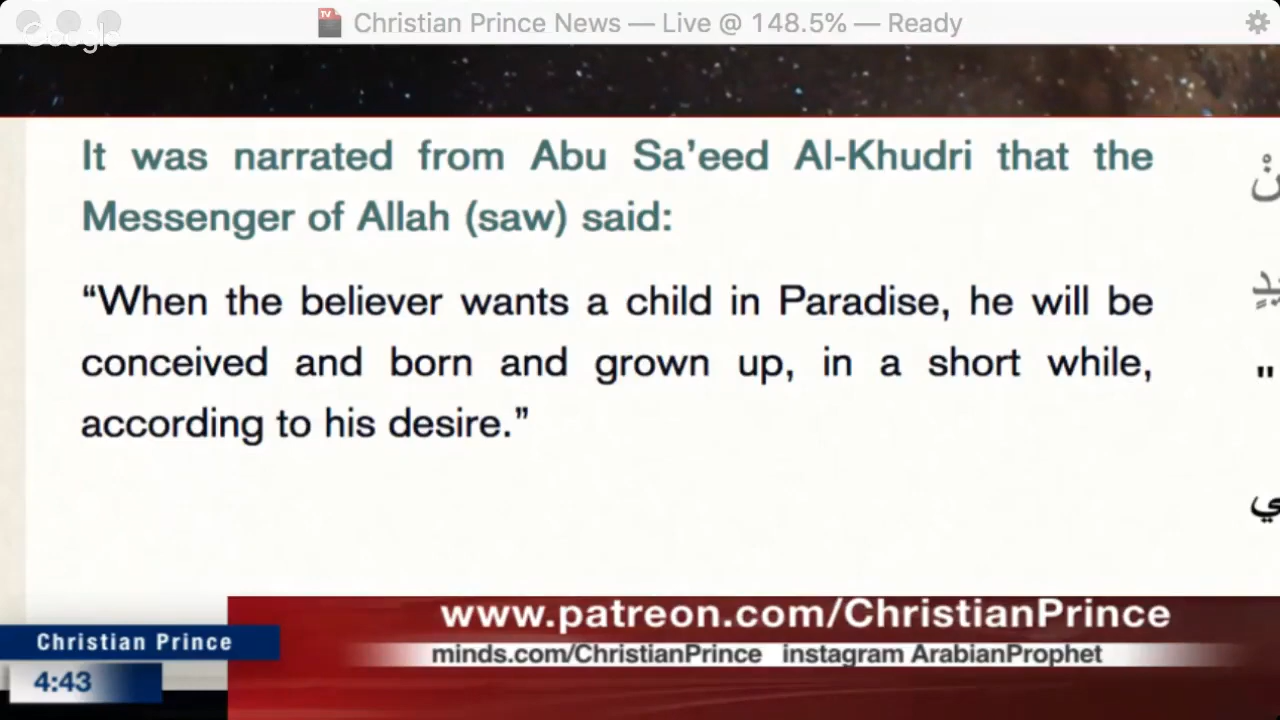 Christian Prince News — Live @ 148.5% — Ready
Google
It was narrated from Abu Sa’eed Al-Khudri that the
Messenger of Allah (saw) said:
“When the believer wants a child in Paradise, he will be
conceived and born and grown up, in a short while,
according to his desire.”
www.patreon.com/ChristianPrince
Christian Prince
minds.com/ChristianPrince instagram ArabianProphet
4:43